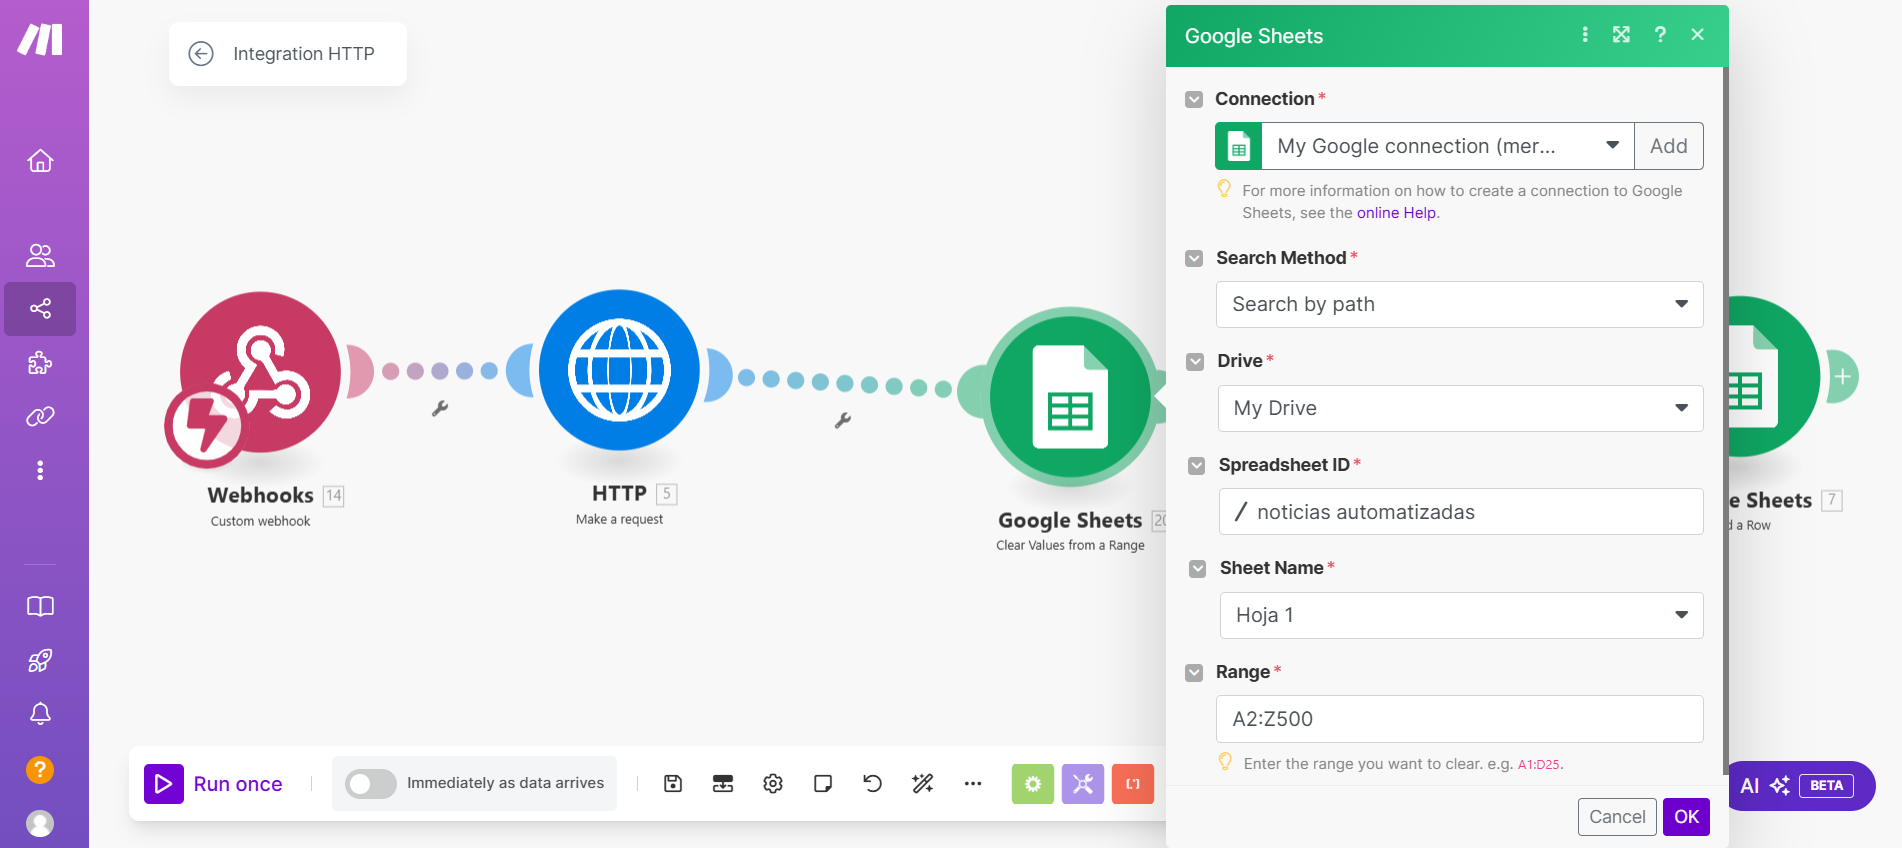 Integration HTTP
Webhooks 14
Custom webhook
HTTP 5
Make a request
Google Sheets 20
Clear Values from a Range
e Sheets 7
d a Row
Run once
Immediately as data arrives
Google Sheets
Connection *
My Google connection (mer...
Add
For more information on how to create a connection to Google
Sheets, see the online Help.
Search Method *
Search by path
Drive *
My Drive
Spreadsheet ID *
/ noticias automatizadas
Sheet Name *
Hoja 1
Range *
A2:Z500
Enter the range you want to clear. e.g. A1:D25.
Cancel
OK
AI BETA